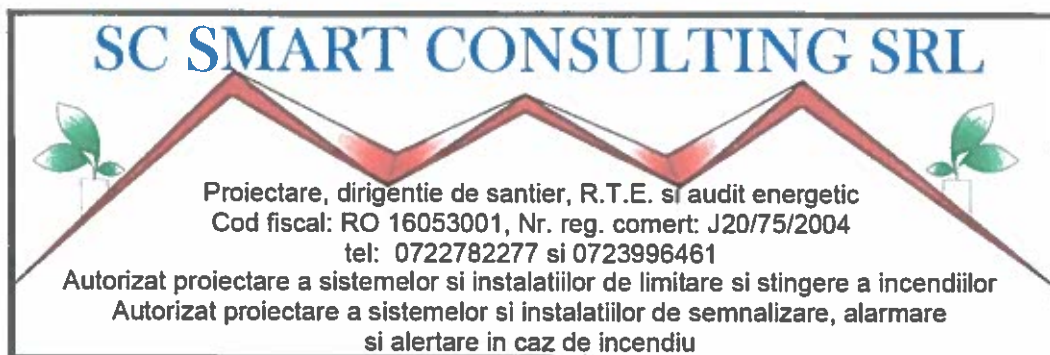 SC SMART CONSULTING SRL
Proiectare, dirigentie de santier, R.T.E. si audit energetic
Cod fiscal: RO 16053001, Nr. reg. comert: J20/75/2004
tel: 0722782277 si 0723996461
Autorizat proiectare a sistemelor si instalatiilor de limitare si stingere a incendiilor
Autorizat proiectare a sistemelor si instalatiilor de semnalizare, alarmare
si alertare in caz de incendiu